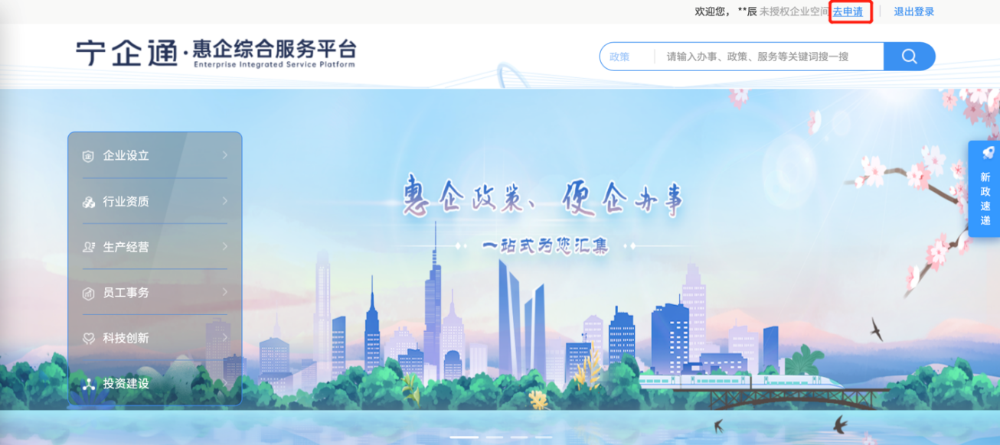 欢迎您， **辰 未授权企业空间 去申请 退出登录
宁企通·惠企综合服务平台
Enterprise Integrated Service Platform
政策 请输入办事、政策、服务等关键词搜一搜
企业设立
行业资质
生产经营
员工事务
科技创新
投资建设
惠企政策、便企办事
一站式为您汇集
新政速递